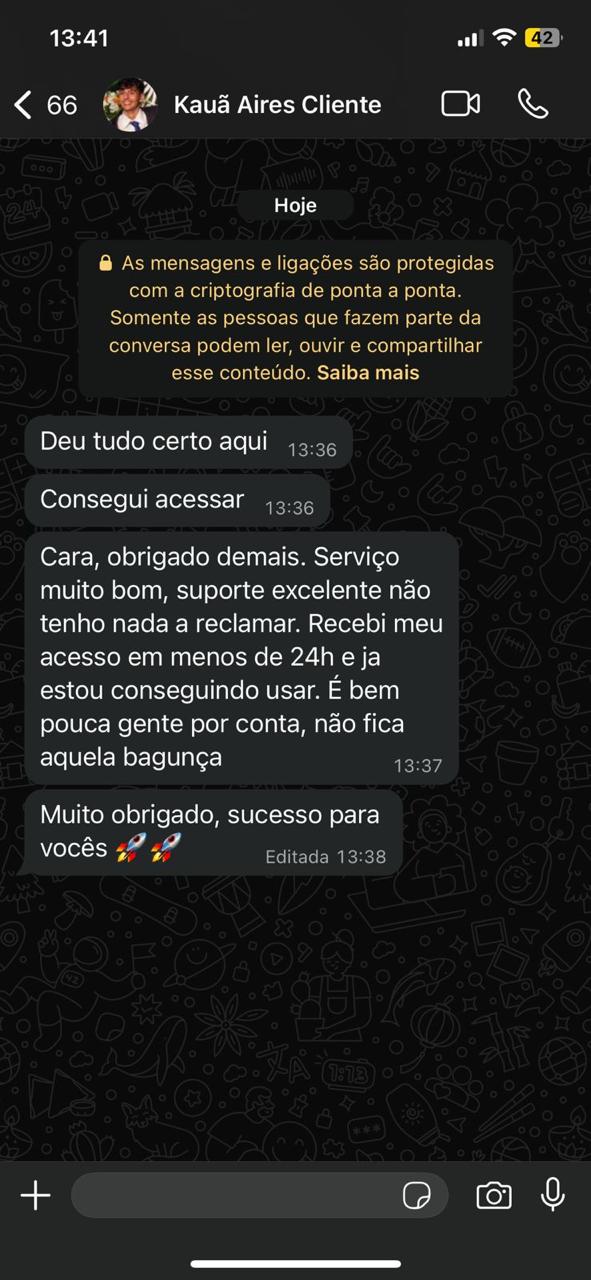 13:41
42
66
Kauã Aires Cliente
Hoje
As mensagens e ligações são protegidas
com a criptografia de ponta a ponta.
Somente as pessoas que fazem parte da
conversa podem ler, ouvir e compartilhar
esse conteúdo. Saiba mais
Deu tudo certo aqui 13:36
Consegui acessar 13:36
Cara, obrigado demais. Serviço
muito bom, suporte excelente não
tenho nada a reclamar. Recebi meu
acesso em menos de 24h e ja
estou conseguindo usar. É bem
pouca gente por conta, não fica
aquela bagunça 13:37
Muito obrigado, sucesso para
vocês 🚀🚀 Editada 13:38